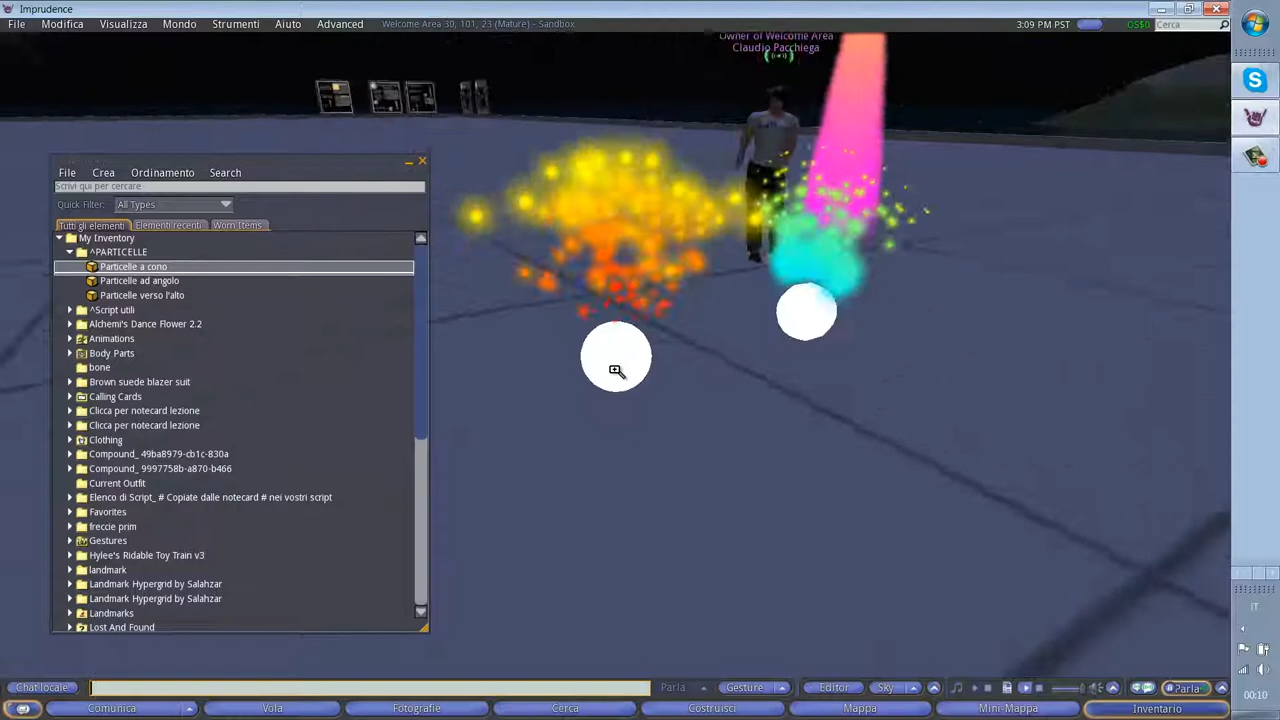 Imprudence
File Modifica Visualizza Mondo Strumenti Aiuto Advanced Welcome Area 30, 101, 23 (Mature) - Sandbox 3:09 PM PST OS$0 Cerca
Owner of Welcome Area
Claudio Pacchiega
File Crea Ordinamento Search
Scrivi qui per cercare
Quick Filter: All Types
Tutti gli elementi Elementi recenti Worn Items
My Inventory
^PARTICELLE
Particelle a cono
Particelle ad angolo
Particelle verso l'alto
^Script utili
Alchemi's Dance Flower 2.2
Animations
Body Parts
bone
Brown suede blazer suit
Calling Cards
Clicca per notecard lezione
Clicca per notecard lezione
Clothing
Compound_ 49ba8979-cb1c-830a
Compound_ 9997758b-a870-b466
Current Outfit
Elenco di Script_ # Copiate dalle notecard # nei vostri script
Favorites
freccie prim
Gestures
Hylee's Ridable Toy Train v3
landmark
Landmark Hypergrid by Salahzar
Landmark Hypergrid by Salahzar
Landmarks
Lost And Found
IT
Chat locale Parla Gesture Editor Sky Parla
00:10
Comunica Vola Fotografie Cerca Costruisci Mappa Mini-Mappa Inventario